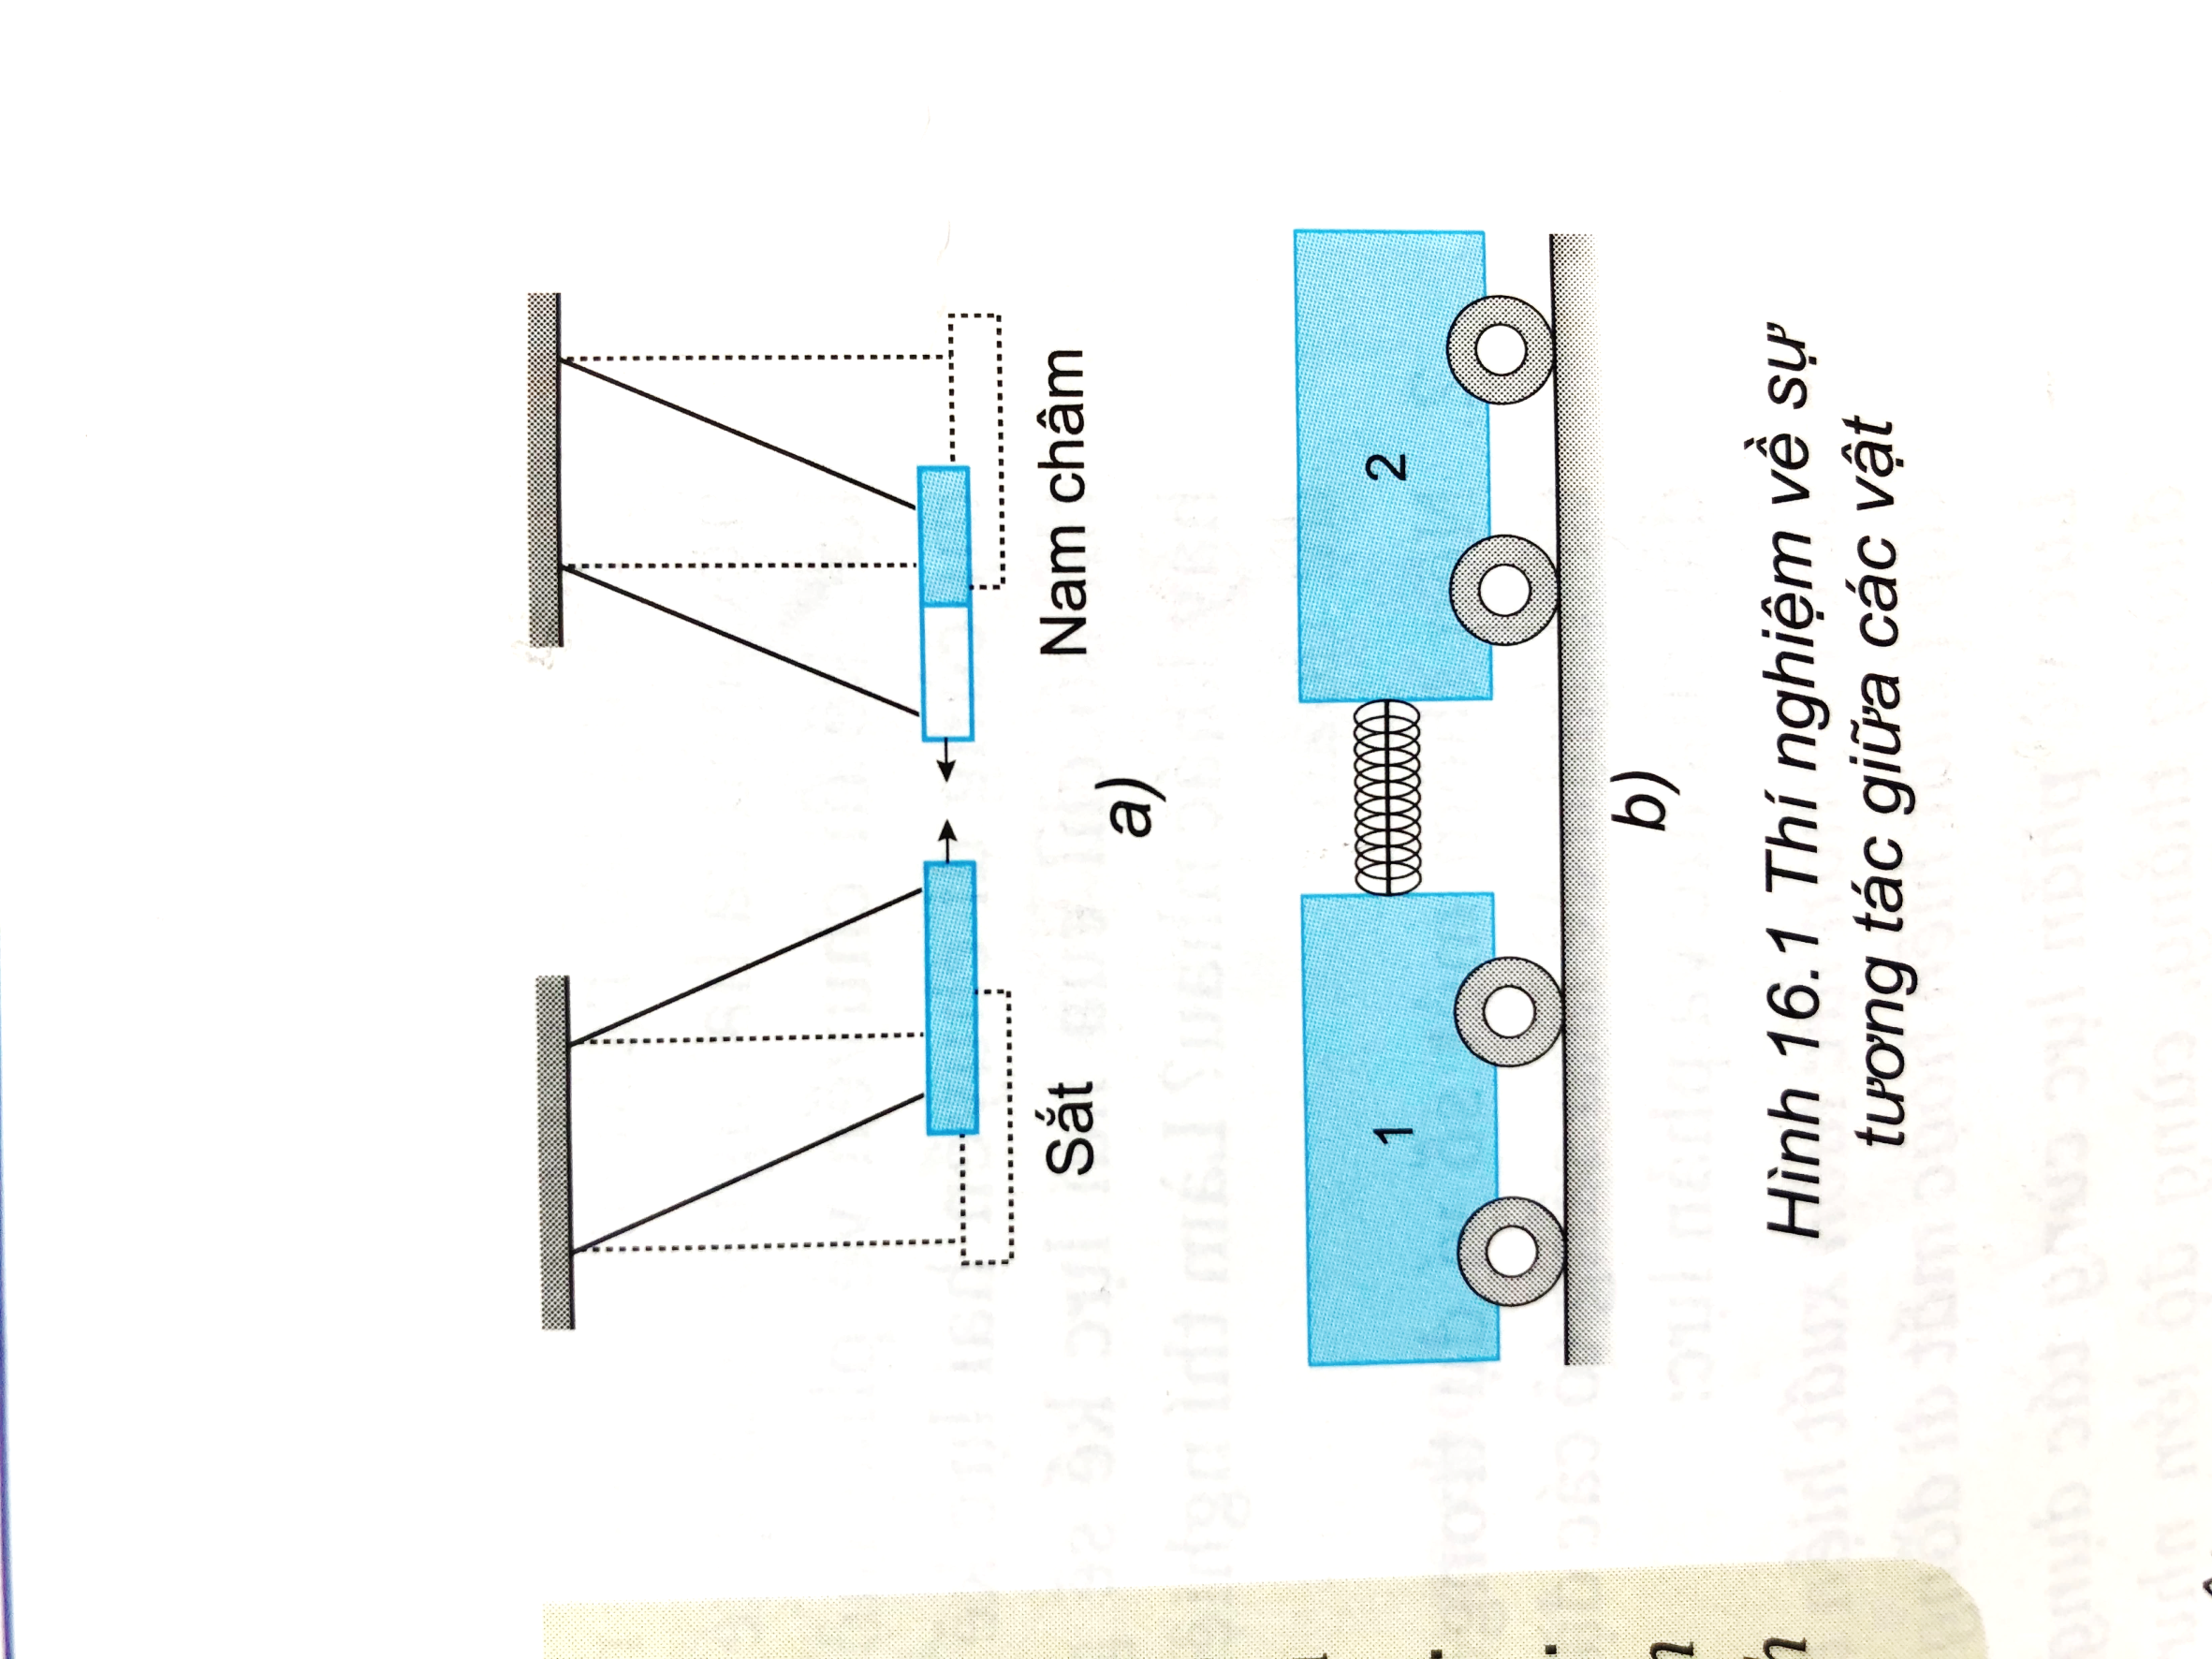 Sắt
Nam châm
a)
1
2
b)
Hình 16.1 Thí nghiệm về sự
tương tác giữa các vật